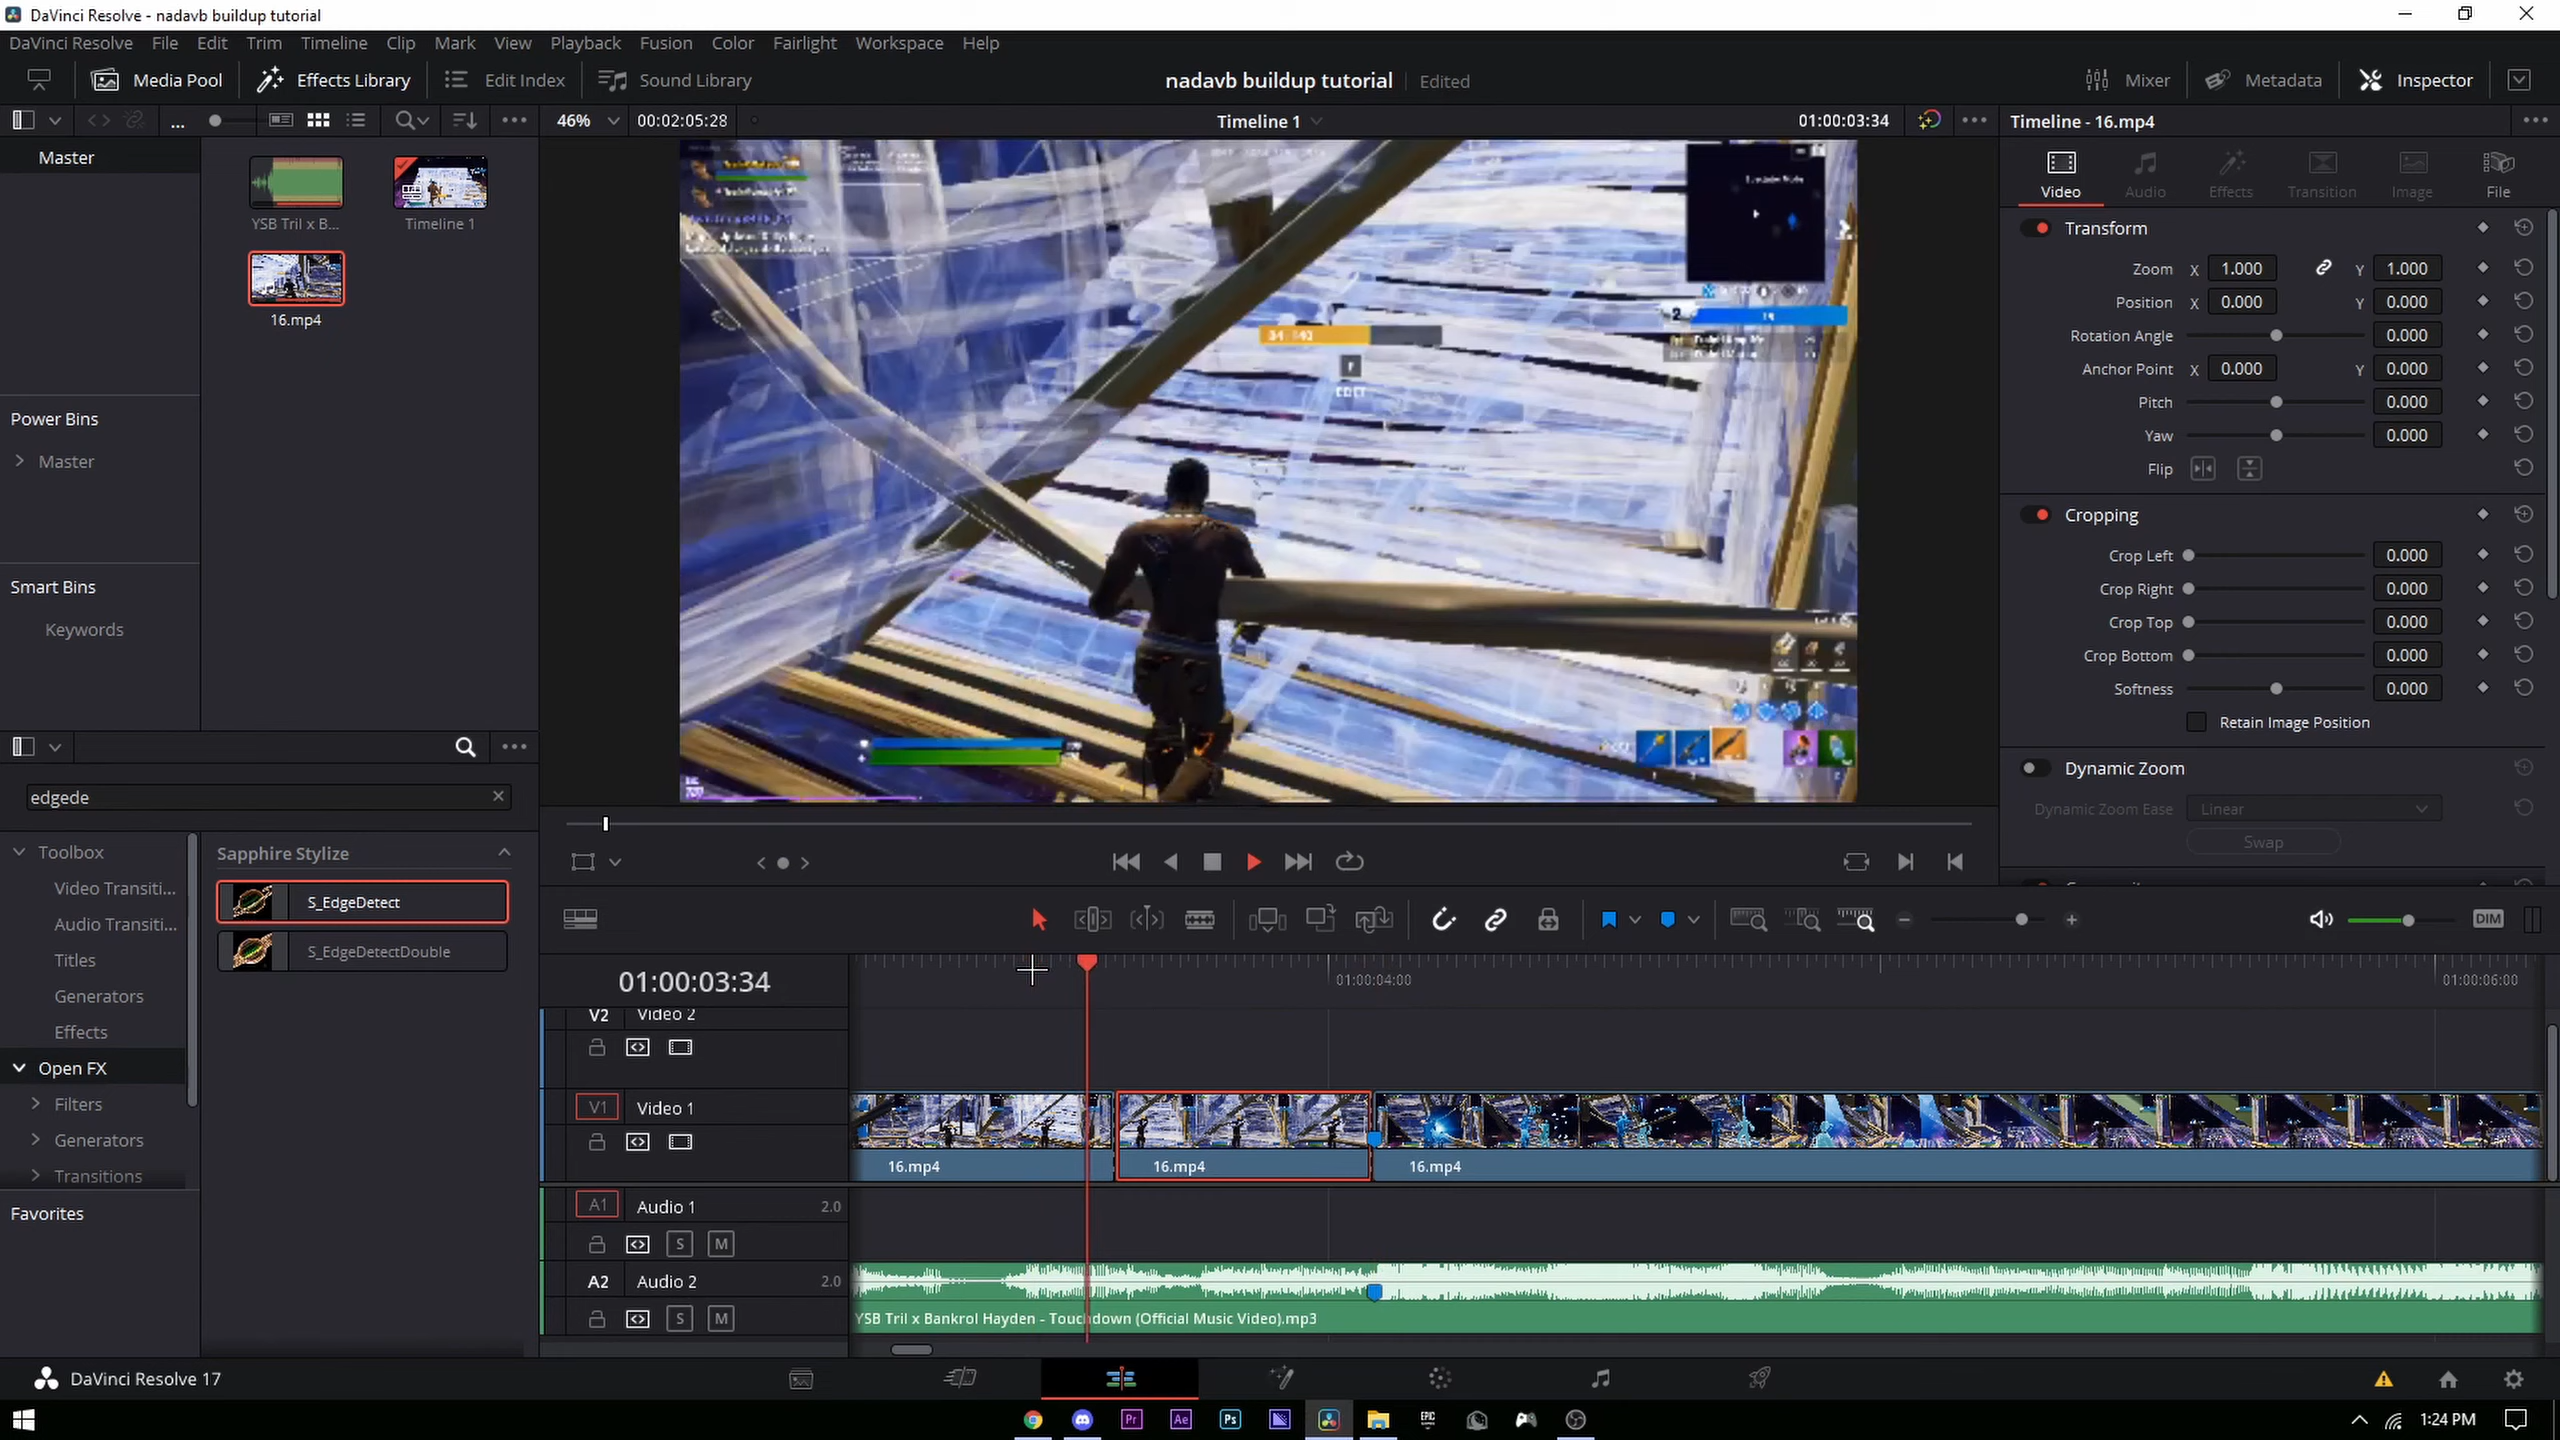 DaVinci Resolve - nadavb buildup tutorial
DaVinci Resolve File Edit Trim Timeline Clip Mark View Playback Fusion Color Fairlight Workspace Help
Media Pool Effects Library Edit Index Sound Library nadavb buildup tutorial Edited Mixer Metadata Inspector
... 46% 00:02:05:28 Timeline 1 01:00:03:34 Timeline - 16.mp4
Master
YSB Tril x B... Timeline 1
16.mp4
Power Bins
Master
Smart Bins
Keywords
EDIT
Video Audio Effects Transition Image File
Transform
Zoom X 1.000 Y 1.000
Position X 0.000 Y 0.000
Rotation Angle 0.000
Anchor Point X 0.000 Y 0.000
Pitch 0.000
Yaw 0.000
Flip
Cropping
Crop Left 0.000
Crop Right 0.000
Crop Top 0.000
Crop Bottom 0.000
Softness 0.000
Retain Image Position
Dynamic Zoom
Dynamic Zoom Ease Linear
Swap
edgede
Toolbox
Video Transiti...
Audio Transiti...
Titles
Generators
Effects
Open FX
Filters
Generators
Transitions
Favorites
Sapphire Stylize
S_EdgeDetect
S_EdgeDetectDouble
DIM
01:00:03:34 01:00:04:00 01:00:06:00
V2 Video 2
V1 Video 1
16.mp4 16.mp4 16.mp4
A1 Audio 1 2.0
S M
A2 Audio 2 2.0
S M
YSB Tril x Bankrol Hayden - Touchdown (Official Music Video).mp3
DaVinci Resolve 17
Pr Ae Ps EPIC
1:24 PM